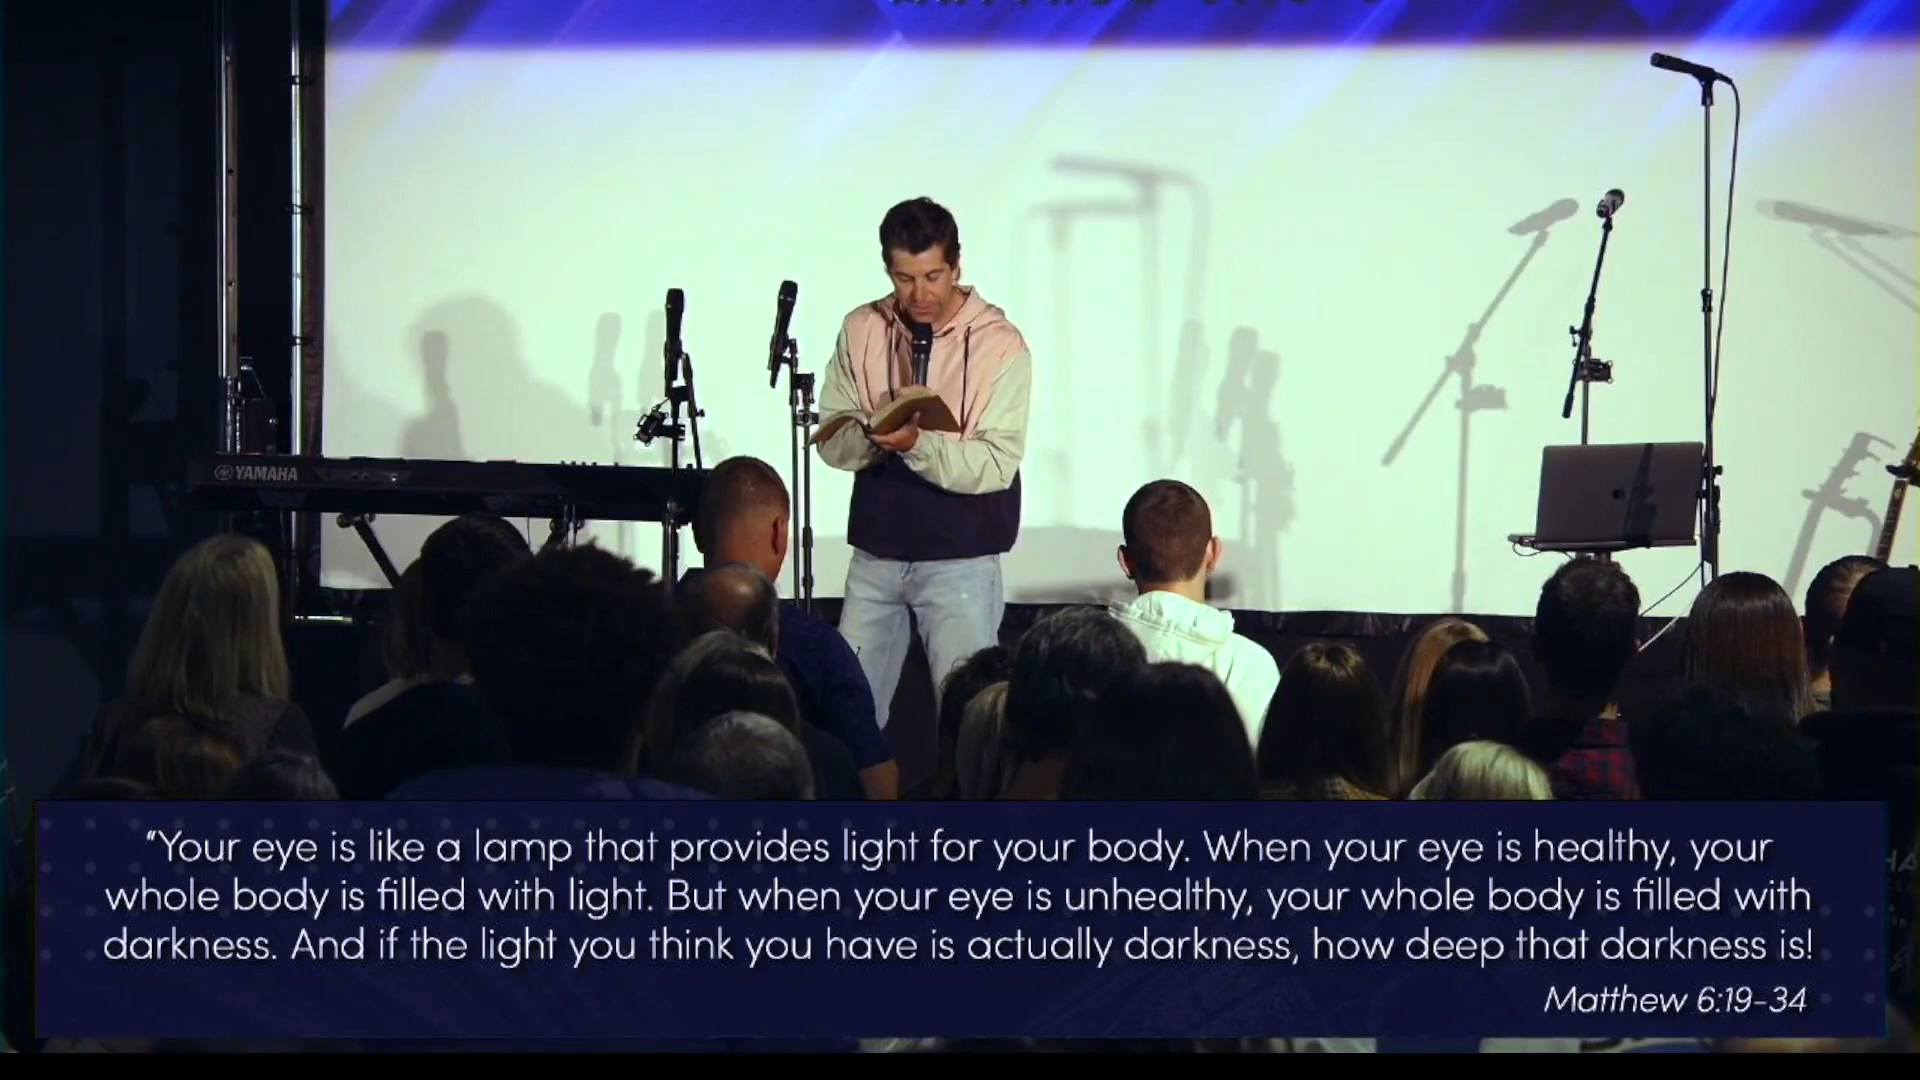 YAMAHA
“Your eye is like a lamp that provides light for your body. When your eye is healthy, your
whole body is filled with light. But when your eye is unhealthy, your whole body is filled with
darkness. And if the light you think you have is actually darkness, how deep that darkness is!
Matthew 6:19-34